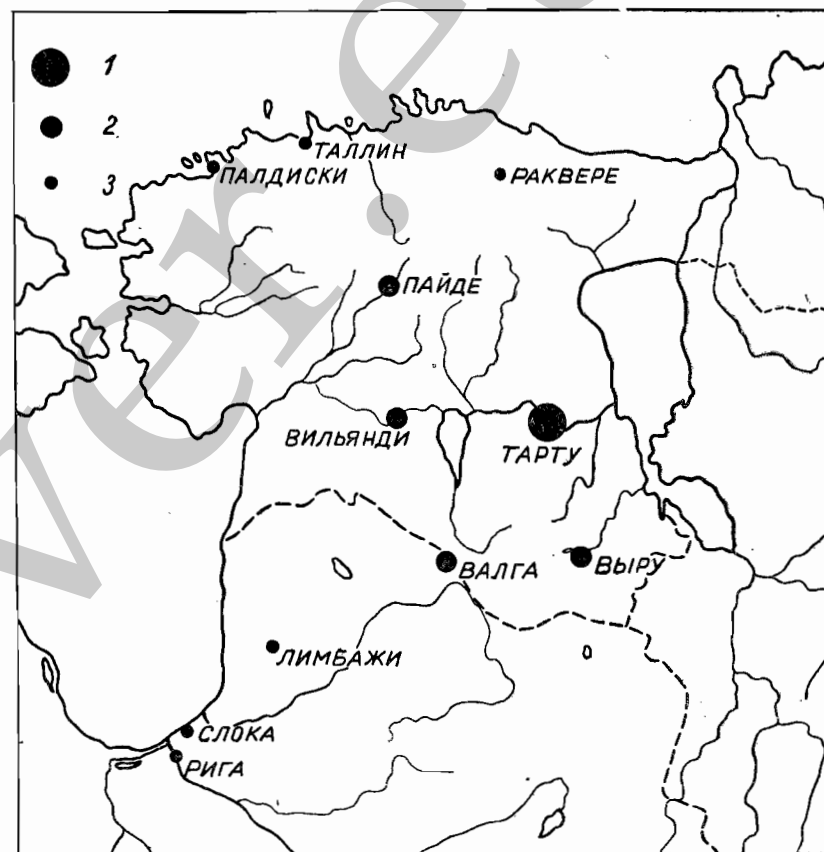 1
2
3
ТАЛЛИН
ПАЛДИСКИ
РАКВЕРЕ
ПАЙДЕ
ВИЛЬЯНДИ
ТАРТУ
ВАЛГА
ВЫРУ
ЛИМБАЖИ
СЛОКА
РИГА